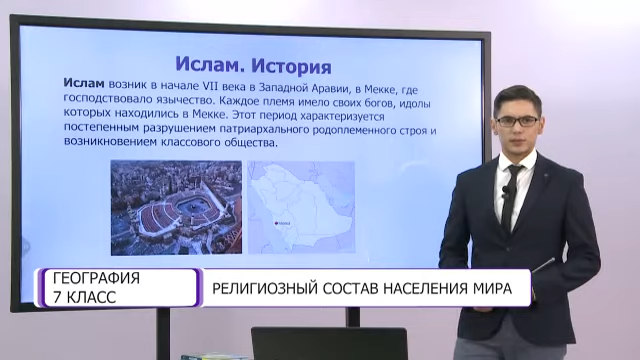 Ислам. История
Ислам возник в начале VII века в Западной Аравии, в Мекке, где
господствовало язычество. Каждое племя имело своих богов, идолы
которых находились в Мекке. Этот период характеризуется
постепенным разрушением патриархального родоплеменного строя и
возникновением классового общества.
ГЕОГРАФИЯ
7 КЛАСС
РЕЛИГИОЗНЫЙ СОСТАВ НАСЕЛЕНИЯ МИРА